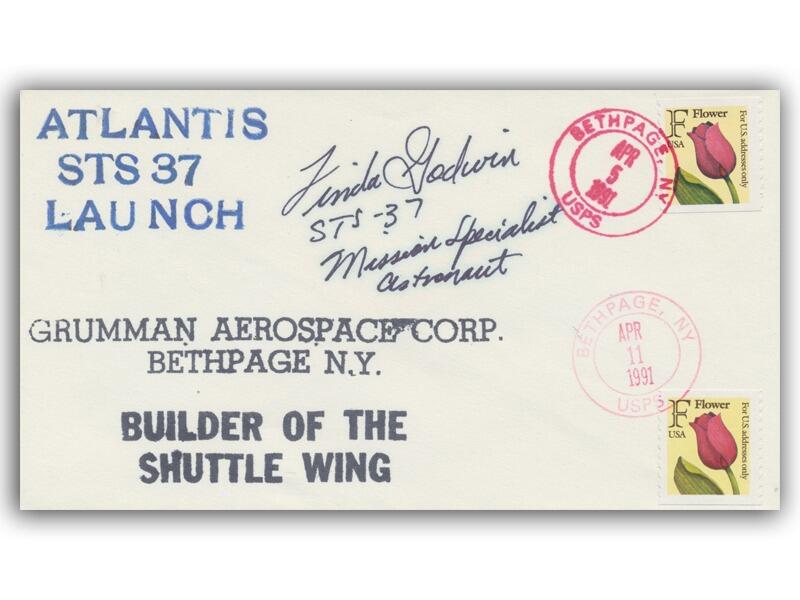 ATLANTIS
STS 37
LAUNCH
Linda Godwin
STS-37
Mission Specialist
Astronaut
BETHPAGE, NY
APR
5
1991
USPS
F Flower
USA
For U.S. addresses only
GRUMMAN AEROSPACE CORP.
BETHPAGE N.Y.
BUILDER OF THE
SHUTTLE WING
BETHPAGE, NY
APR
11
1991
USPS
F Flower
USA
For U.S. addresses only